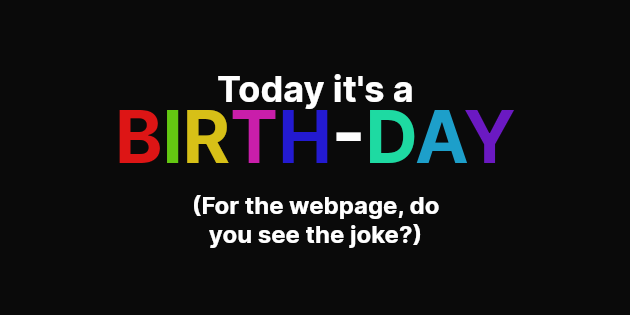 Today it's a
BIRTH-DAY
(For the webpage, do
you see the joke?)